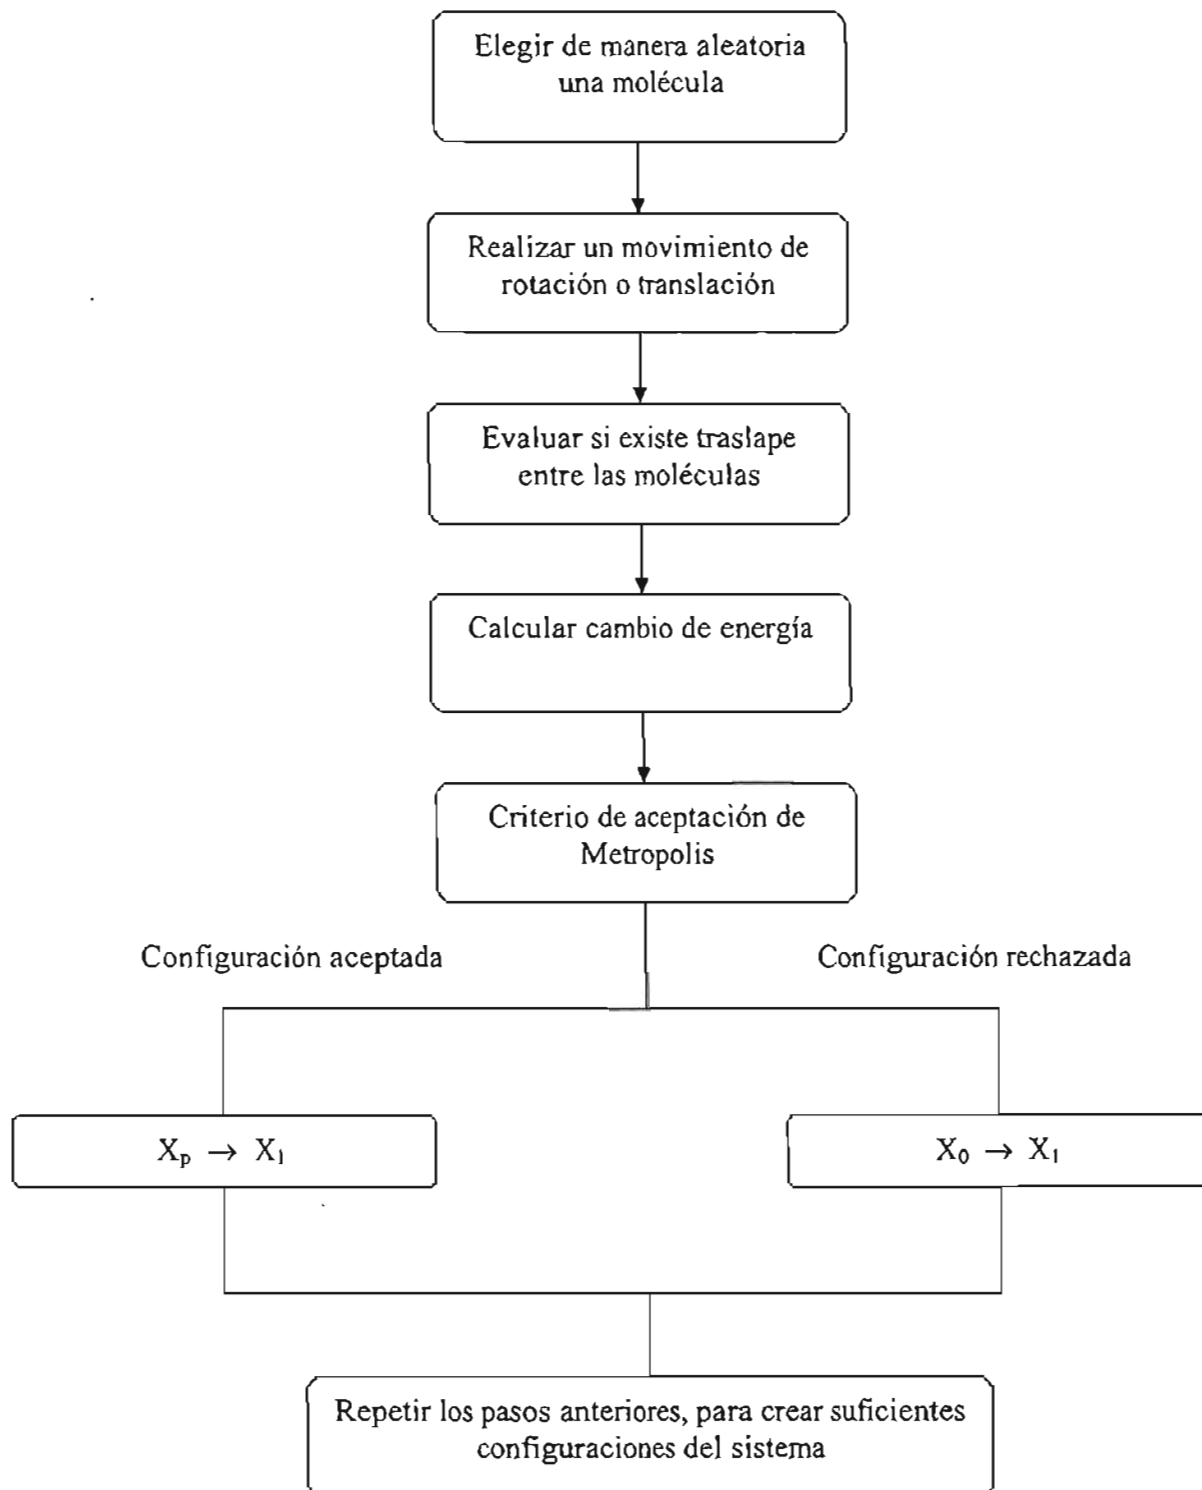 Elegir de manera aleatoria
una molécula
Realizar un movimiento de
rotación o translación
Evaluar si existe traslape
entre las moléculas
Calcular cambio de energía
Criterio de aceptación de
Metropolis
Configuración aceptada
Configuración rechazada
Xₚ → X₁
X₀ → X₁
Repetir los pasos anteriores, para crear suficientes
configuraciones del sistema